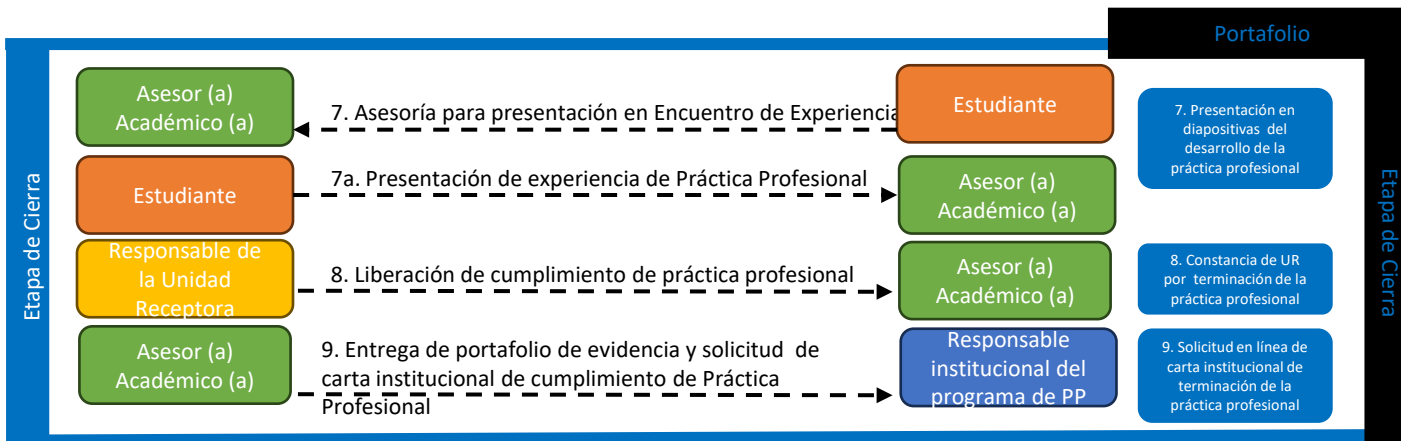 Portafolio
Etapa de Cierra
Asesor (a)
Académico (a)
7. Asesoría para presentación en Encuentro de Experiencia
Estudiante
7. Presentación en
diapositivas del
desarrollo de la
práctica profesional
Estudiante
7a. Presentación de experiencia de Práctica Profesional
Asesor (a)
Académico (a)
Responsable de
la Unidad
Receptora
8. Liberación de cumplimiento de práctica profesional
Asesor (a)
Académico (a)
8. Constancia de UR
por terminación de la
práctica profesional
Asesor (a)
Académico (a)
9. Entrega de portafolio de evidencia y solicitud de
carta institucional de cumplimiento de Práctica
Profesional
Responsable
institucional del
programa de PP
9. Solicitud en línea de
carta institucional de
terminación de la
práctica profesional
Etapa de Cierra